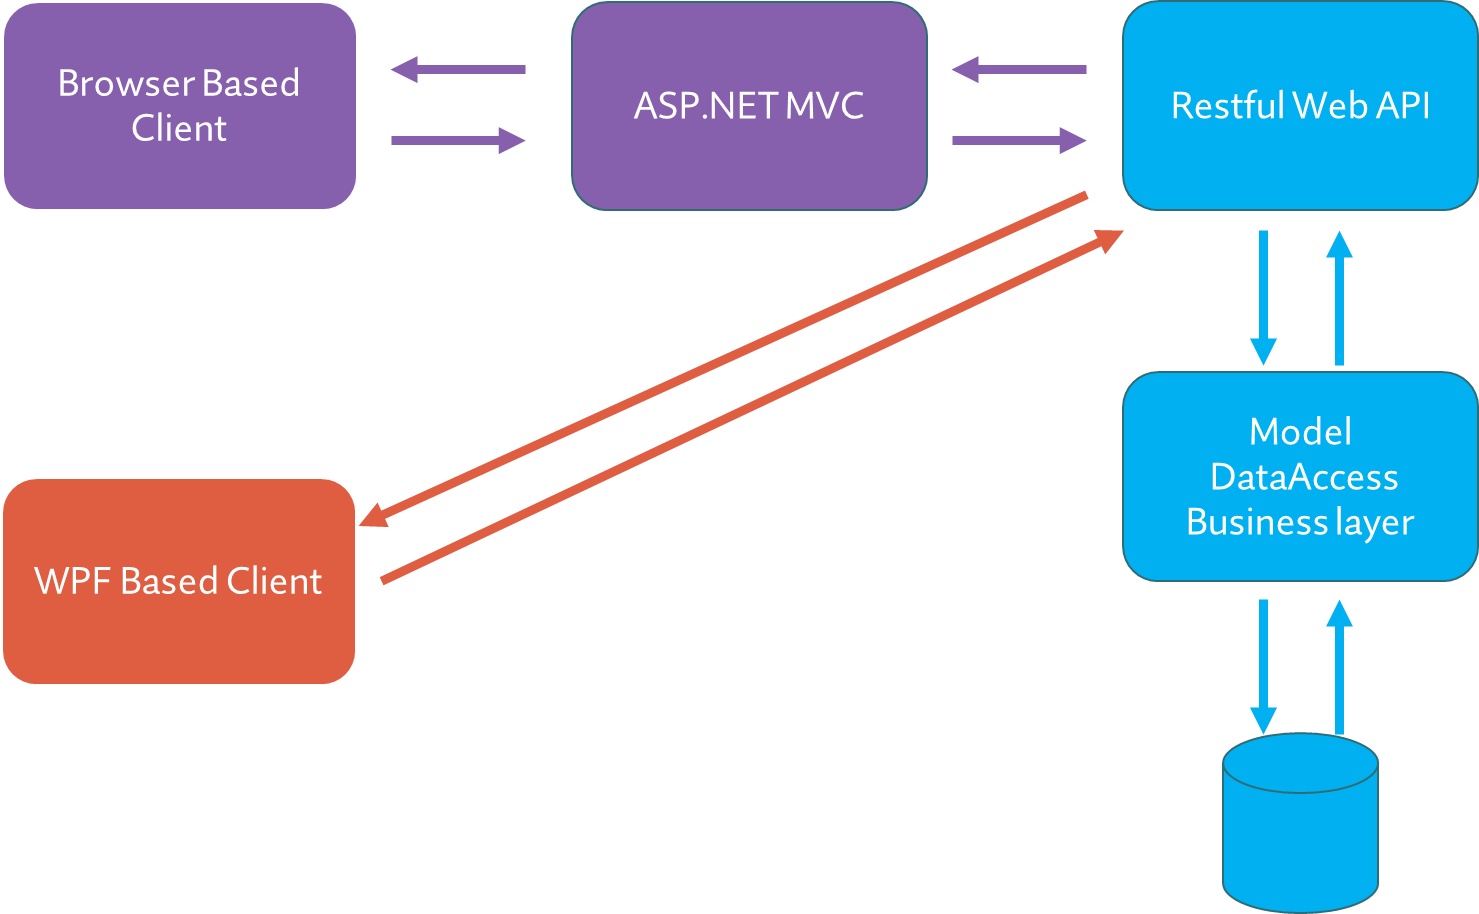 Browser Based
Client
ASP.NET MVC
Restful Web API
Model
DataAccess
Business layer
WPF Based Client